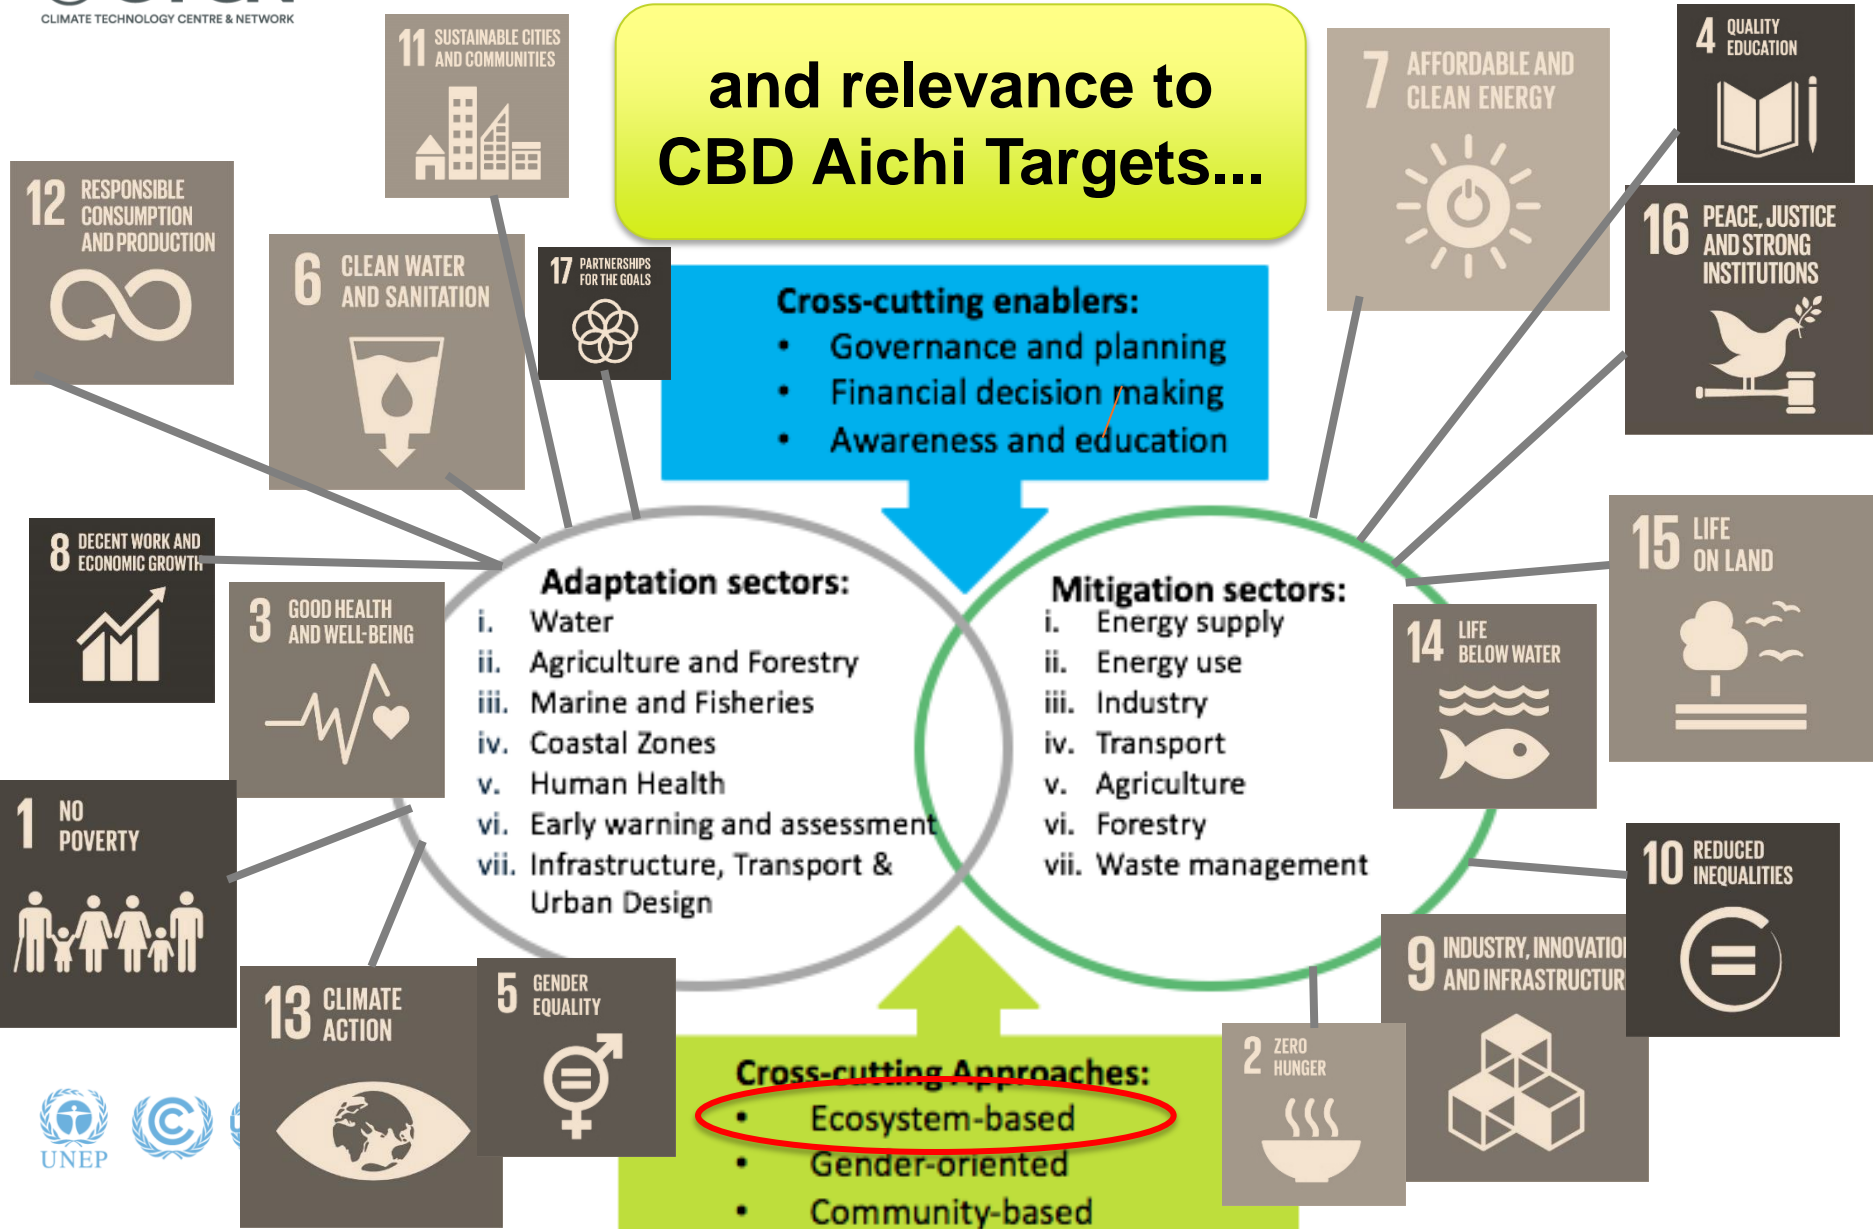 CLIMATE TECHNOLOGY CENTRE & NETWORK
and relevance to
CBD Aichi Targets...
11 SUSTAINABLE CITIES
AND COMMUNITIES
7 AFFORDABLE AND
CLEAN ENERGY
4 QUALITY
EDUCATION
12 RESPONSIBLE
CONSUMPTION
AND PRODUCTION
6 CLEAN WATER
AND SANITATION
17 PARTNERSHIPS
FOR THE GOALS
16 PEACE, JUSTICE
AND STRONG
INSTITUTIONS
Cross-cutting enablers:
• Governance and planning
• Financial decision making
• Awareness and education
8 DECENT WORK AND
ECONOMIC GROWTH
3 GOOD HEALTH
AND WELL-BEING
15 LIFE
ON LAND
14 LIFE
BELOW WATER
Adaptation sectors:
i. Water
ii. Agriculture and Forestry
iii. Marine and Fisheries
iv. Coastal Zones
v. Human Health
vi. Early warning and assessment
vii. Infrastructure, Transport &
Urban Design
Mitigation sectors:
i. Energy supply
ii. Energy use
iii. Industry
iv. Transport
v. Agriculture
vi. Forestry
vii. Waste management
1 NO
POVERTY
10 REDUCED
INEQUALITIES
13 CLIMATE
ACTION
5 GENDER
EQUALITY
2 ZERO
HUNGER
9 INDUSTRY, INNOVATIO
AND INFRASTRUCTUR
Cross-cutting Approaches:
• Ecosystem-based
• Gender-oriented
• Community-based
UNEP